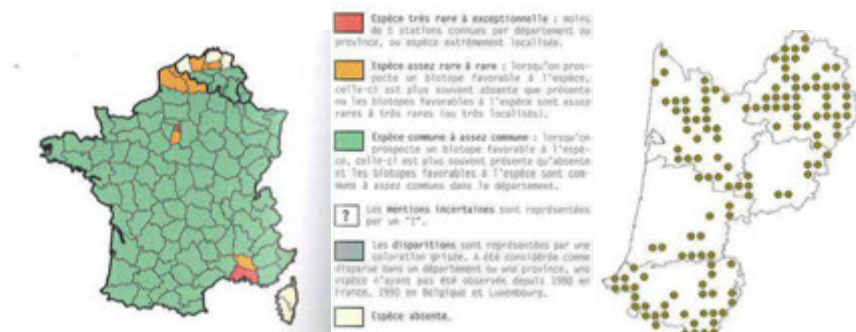 Espèce très rare à exceptionnelle : moins
de 5 stations connues par département ou
province, ou espèce extrêmement localisée.
Espèce assez rare à rare : lorsqu'on pros-
pecte un biotope favorable à l'espèce,
celle-ci est plus souvent absente que présente
ou les biotopes favorables à l'espèce sont assez
rares à très rares (ou très localisés).
Espèce commune à assez commune : lorsqu'on
prospecte un biotope favorable à l'espè-
ce, celle-ci est plus souvent présente qu'absente
et les biotopes favorables à l'espèce sont com-
muns à assez communs dans le département.
? Les mentions incertaines sont représentées
par un "?".
Les disparitions sont représentées par une
coloration grisée. A été considérée comme
disparue dans un département ou une province, une
espèce n'ayant pas été observée depuis 1980 en
France, 1990 en Belgique et Luxembourg.
Espèce absente.